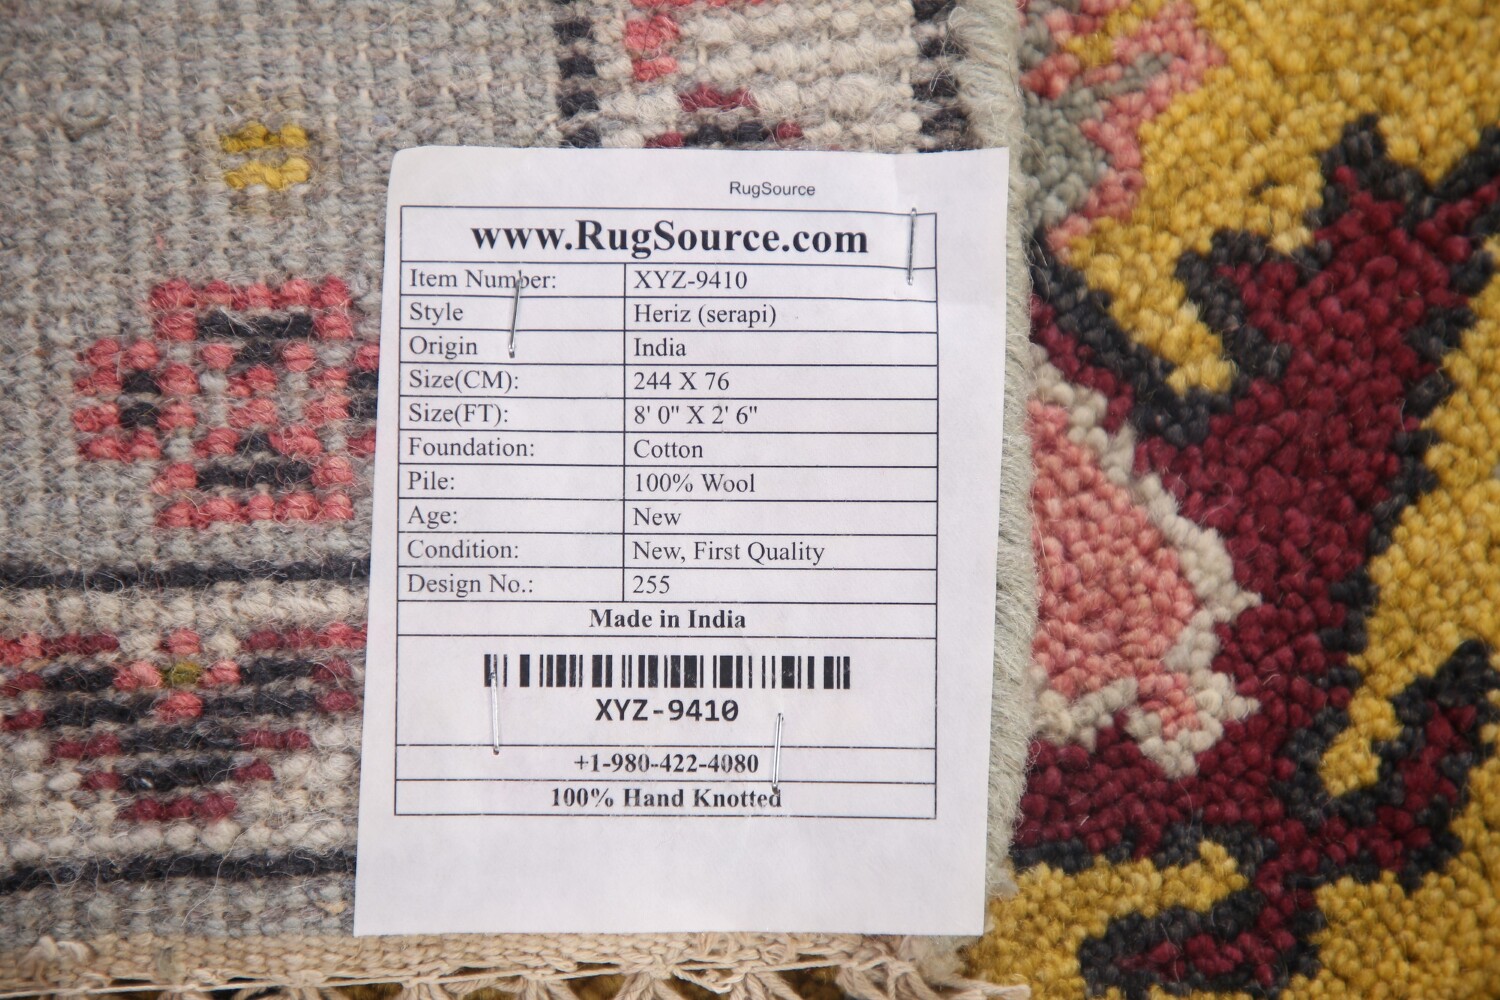 RugSource
www.RugSource.com
Item Number: XYZ-9410
Style Heriz (serapi)
Origin India
Size(CM): 244 X 76
Size(FT): 8' 0" X 2' 6"
Foundation: Cotton
Pile: 100% Wool
Age: New
Condition: New, First Quality
Design No.: 255
Made in India
XYZ-9410
+1-980-422-4080
100% Hand Knotted